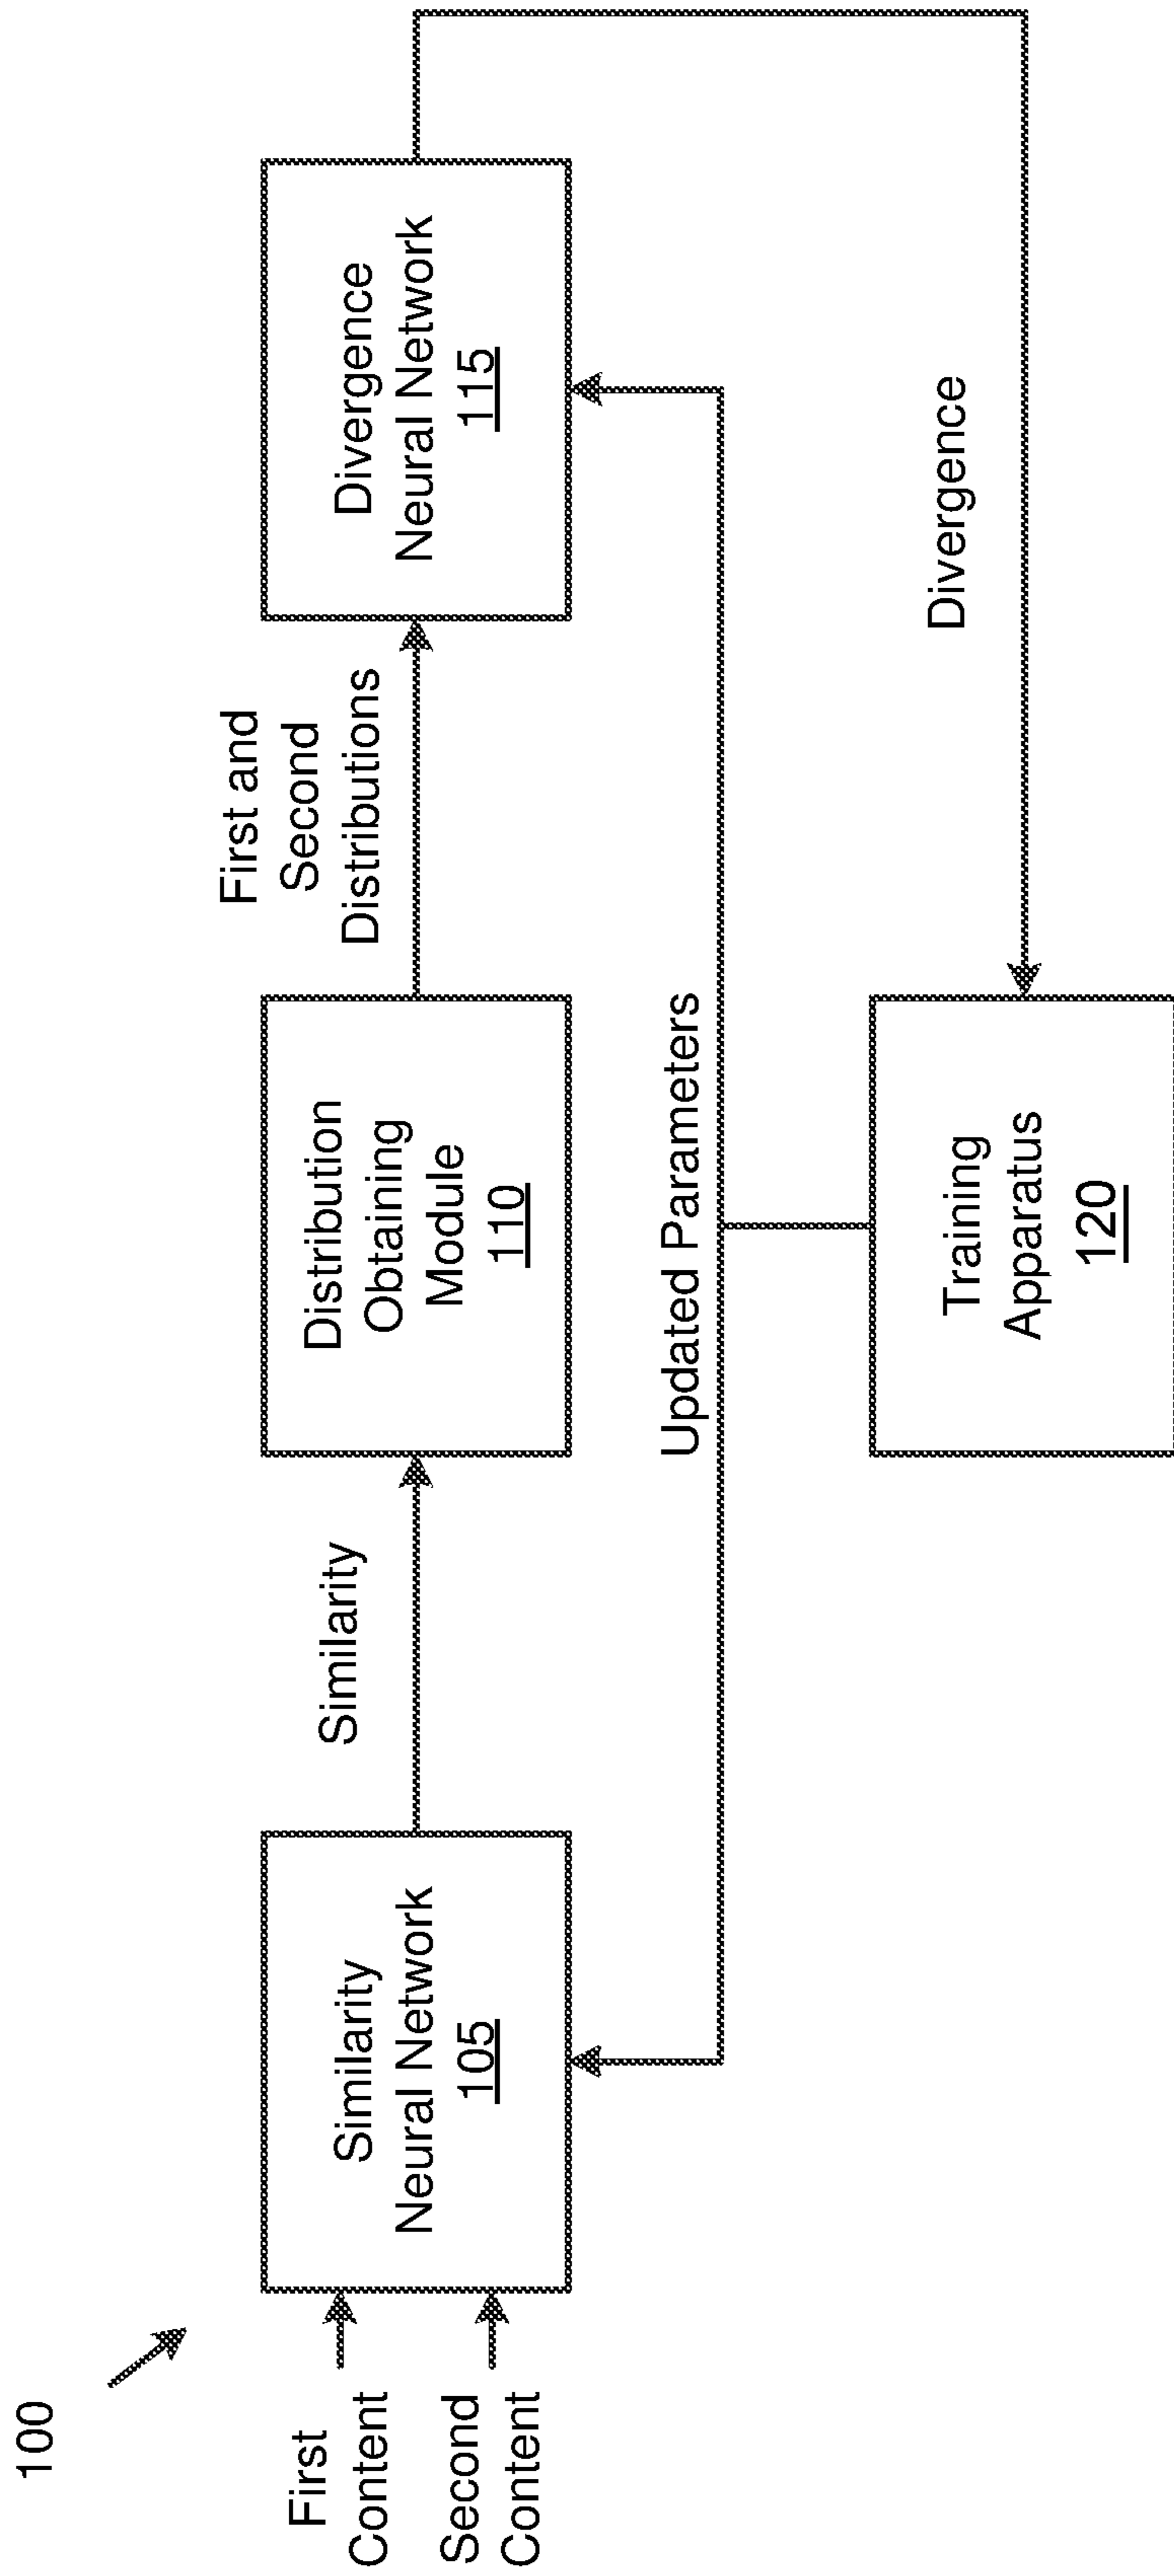 100
First
Content
Second
Content
Similarity
Neural Network
105
Similarity
Distribution
Obtaining
Module
110
First and
Second
Distributions
Divergence
Neural Network
115
Updated Parameters
Training
Apparatus
120
Divergence